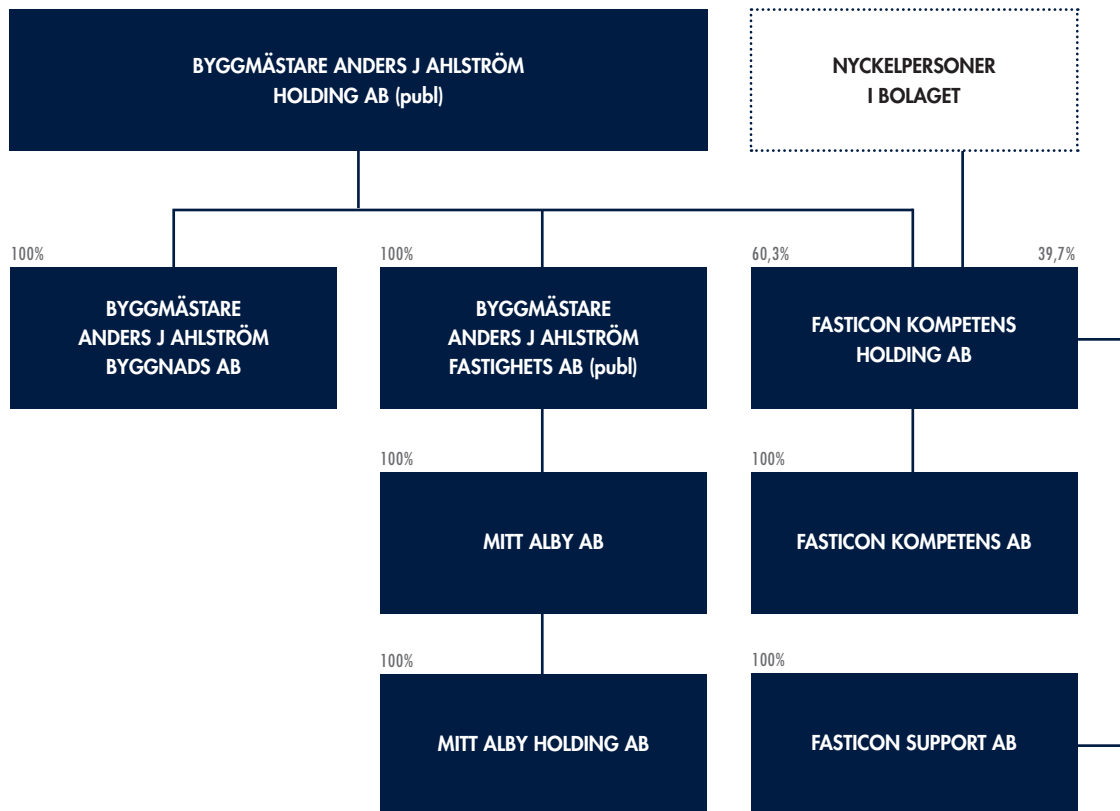 BYGGMÄSTARE ANDERS J AHLSTRÖM
HOLDING AB (publ)
NYCKELPERSONER
I BOLAGET
100%
BYGGMÄSTARE
ANDERS J AHLSTRÖM
BYGGNADS AB
100%
BYGGMÄSTARE
ANDERS J AHLSTRÖM
FASTIGHETS AB (publ)
60,3%
39,7%
FASTICON KOMPETENS
HOLDING AB
100%
MITT ALBY AB
100%
FASTICON KOMPETENS AB
100%
MITT ALBY HOLDING AB
100%
FASTICON SUPPORT AB